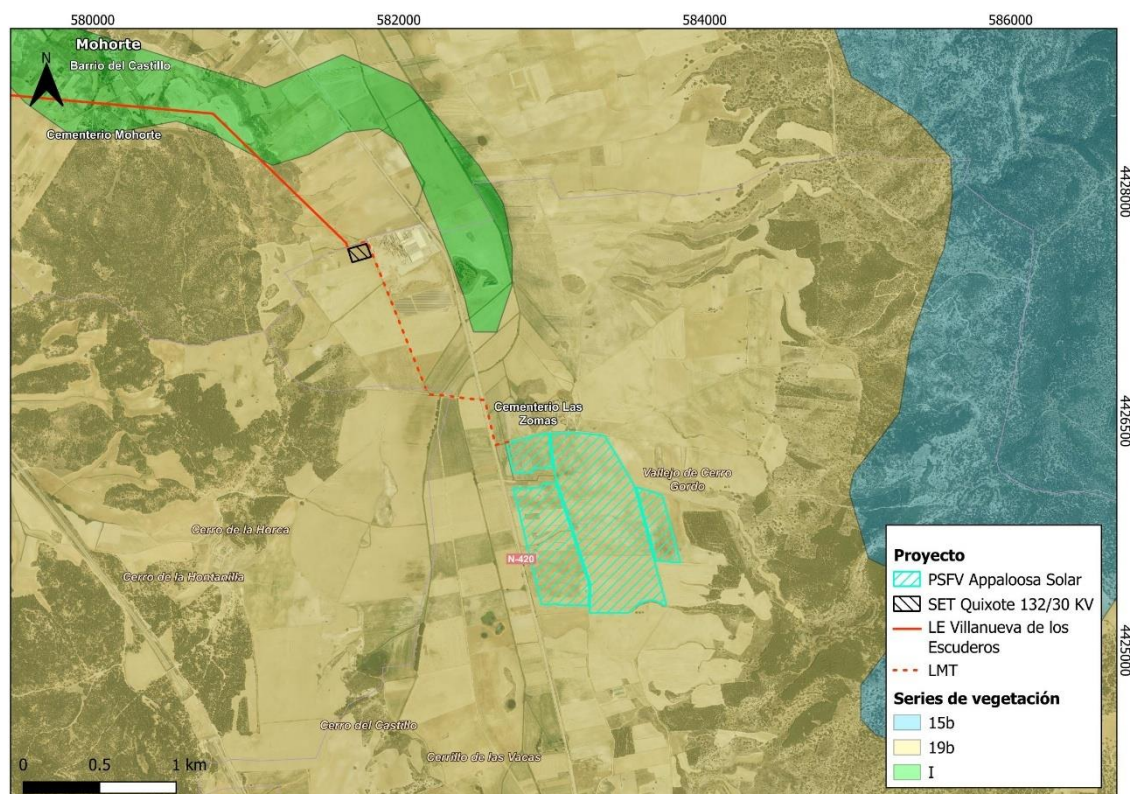 580000
582000
584000
586000
Mohorte
Barrio del Castillo
N
Cementerio Mohorte
4428000
Cementerio Las
Zomas
4426500
Vallejo de Cerro
Gordo
Cerro de la Horca
N-420
Cerro de la Hontanilla
4425000
Cerro del Castillo
Cerrillo de las Vacas
0
0.5
1 km
Proyecto
PSFV Appaloosa Solar
SET Quixote 132/30 KV
LE Villanueva de los
Escuderos
LMT
Series de vegetación
15b
19b
I